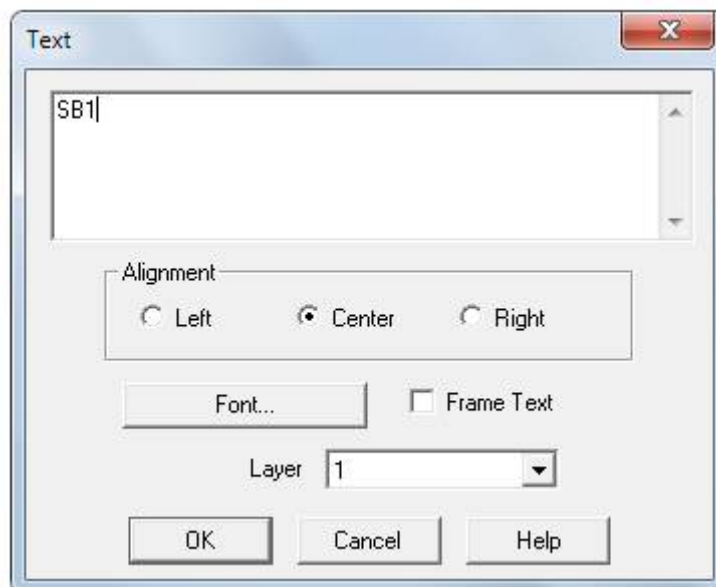 Text
SB1
Alignment
Left Center Right
Font... Frame Text
Layer 1
OK Cancel Help